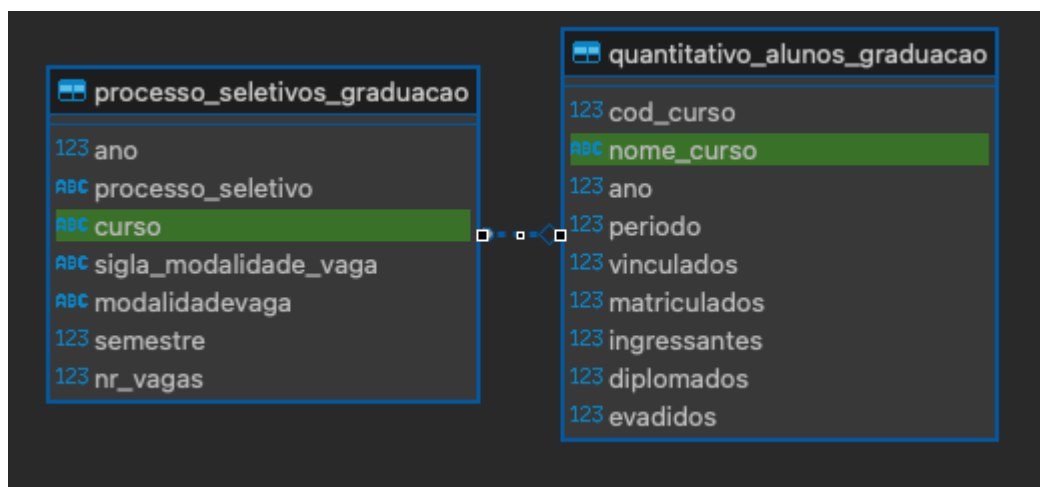 processo_seletivos_graduacao
123 ano
ABC processo_seletivo
ABC curso
ABC sigla_modalidade_vaga
ABC modalidadevaga
123 semestre
123 nr_vagas
quantitativo_alunos_graduacao
123 cod_curso
ABC nome_curso
123 ano
123 periodo
123 vinculados
123 matriculados
123 ingressantes
123 diplomados
123 evadidos